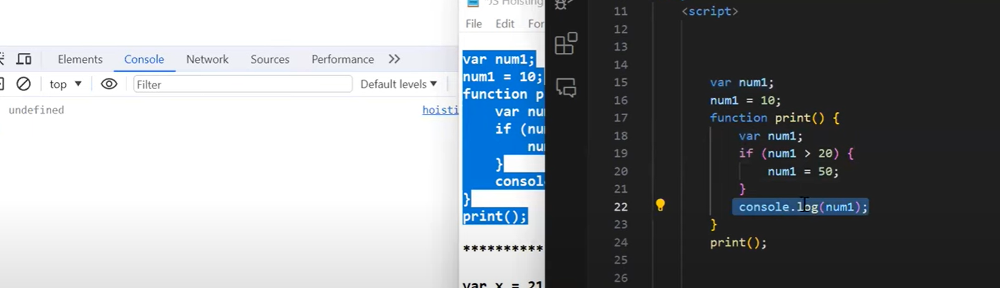 Elements Console Network Sources Performance
top Filter Default levels
undefined hoisti
"JS Hoisting
File Edit For
var num1;
num1 = 10;
function p
var nu
if (nu
nu
}
consol
}
print();
**********
var x = 21
11 <script>
12
13
14
15 var num1;
16 num1 = 10;
17 function print() {
18 var num1;
19 if (num1 > 20) {
20 num1 = 50;
21 }
22 console.log(num1);
23 }
24 print();
25
26